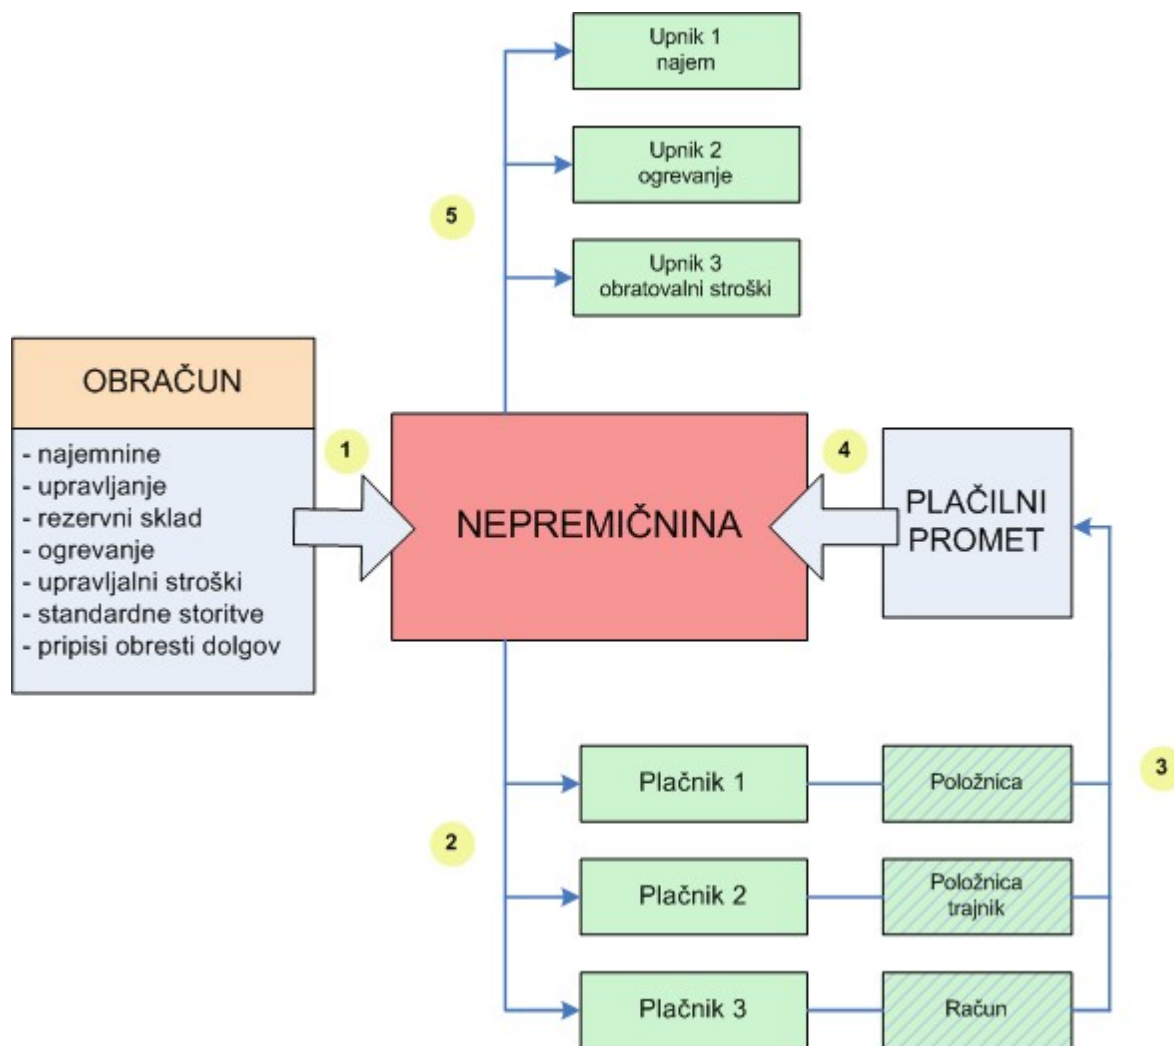 Upnik 1
najem
Upnik 2
ogrevanje
5
Upnik 3
obratovalni stroški
OBRAČUN
- najemnine
- upravljanje
- rezervni sklad
- ogrevanje
- upravljalni stroški
- standardne storitve
- pripisi obresti dolgov
1
NEPREMIČNINA
4
PLAČILNI
PROMET
Plačnik 1
Položnica
3
2
Plačnik 2
Položnica
trajnik
Plačnik 3
Račun